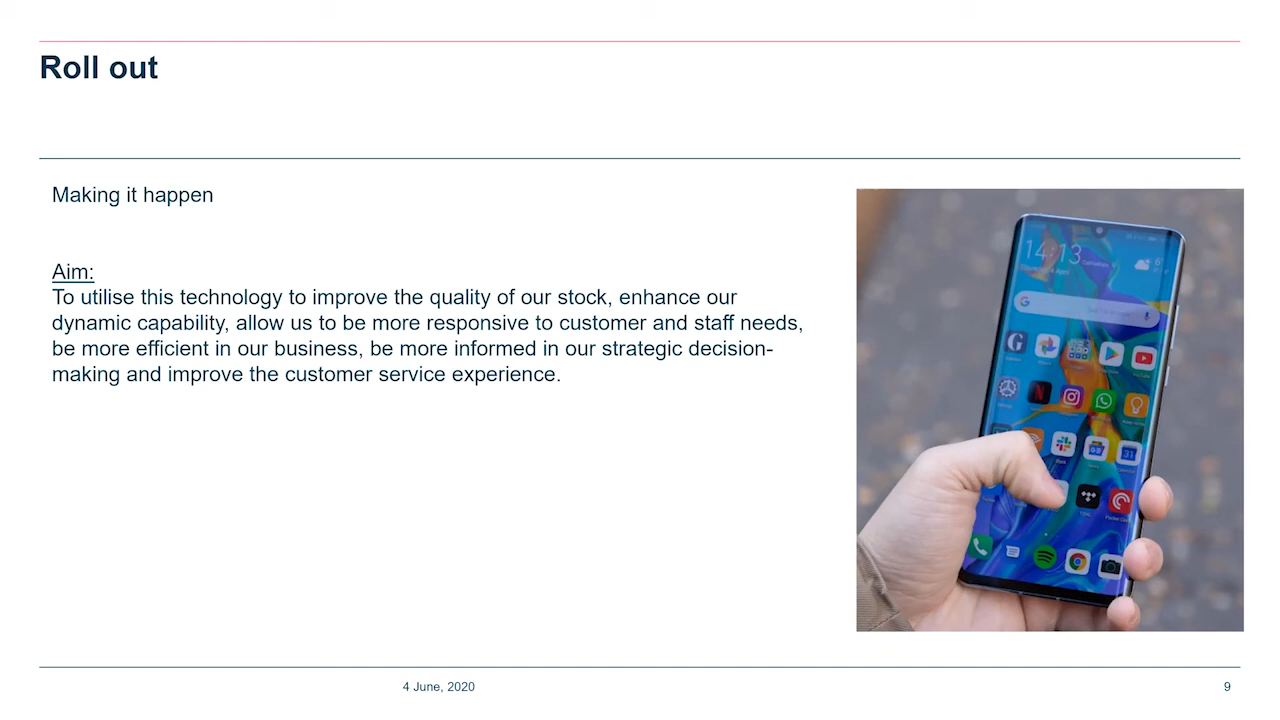 Roll out
Making it happen
Aim:
To utilise this technology to improve the quality of our stock, enhance our
dynamic capability, allow us to be more responsive to customer and staff needs,
be more efficient in our business, be more informed in our strategic decision-
making and improve the customer service experience.
14:13
4 June, 2020
9